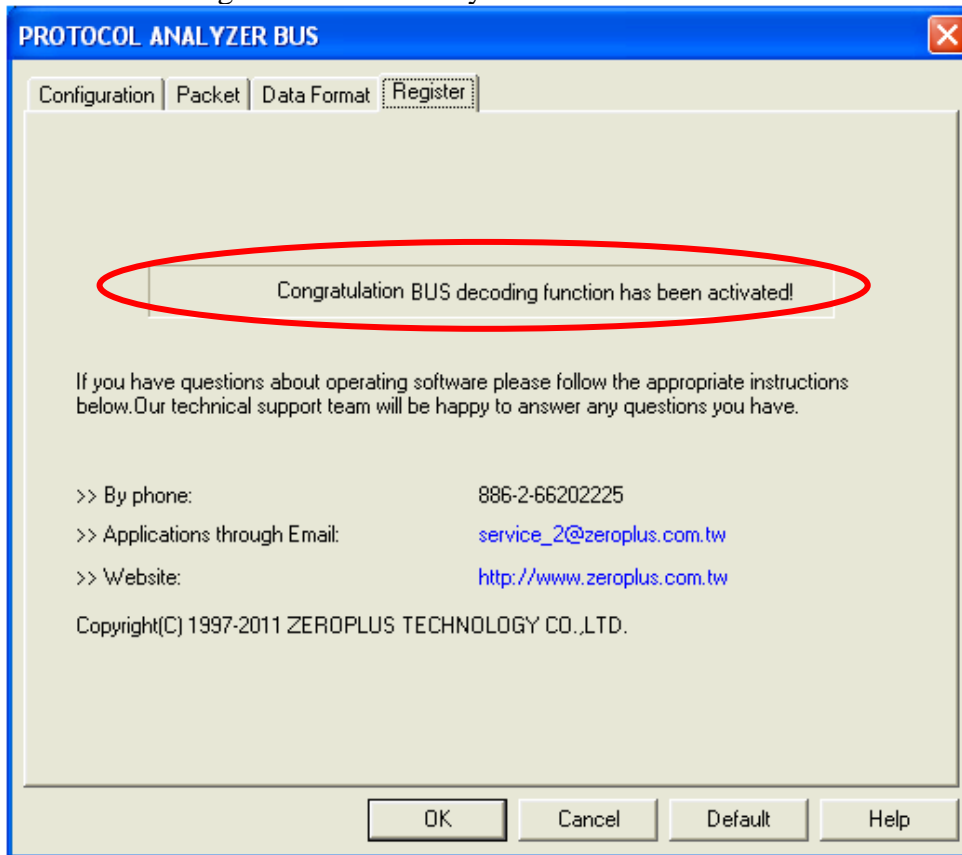 PROTOCOL ANALYZER BUS
Configuration Packet Data Format Register
Congratulation BUS decoding function has been activated!
If you have questions about operating software please follow the appropriate instructions
below.Our technical support team will be happy to answer any questions you have.
>> By phone: 886-2-66202225
>> Applications through Email: service_2@zeroplus.com.tw
>> Website: http://www.zeroplus.com.tw
Copyright(C) 1997-2011 ZEROPLUS TECHNOLOGY CO.,LTD.
OK Cancel Default Help